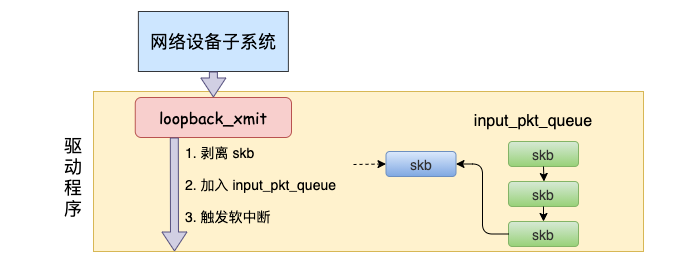 网络设备子系统
驱动程序
loopback_xmit
1. 剥离 skb
2. 加入 input_pkt_queue
3. 触发软中断
skb
input_pkt_queue
skb
skb
skb